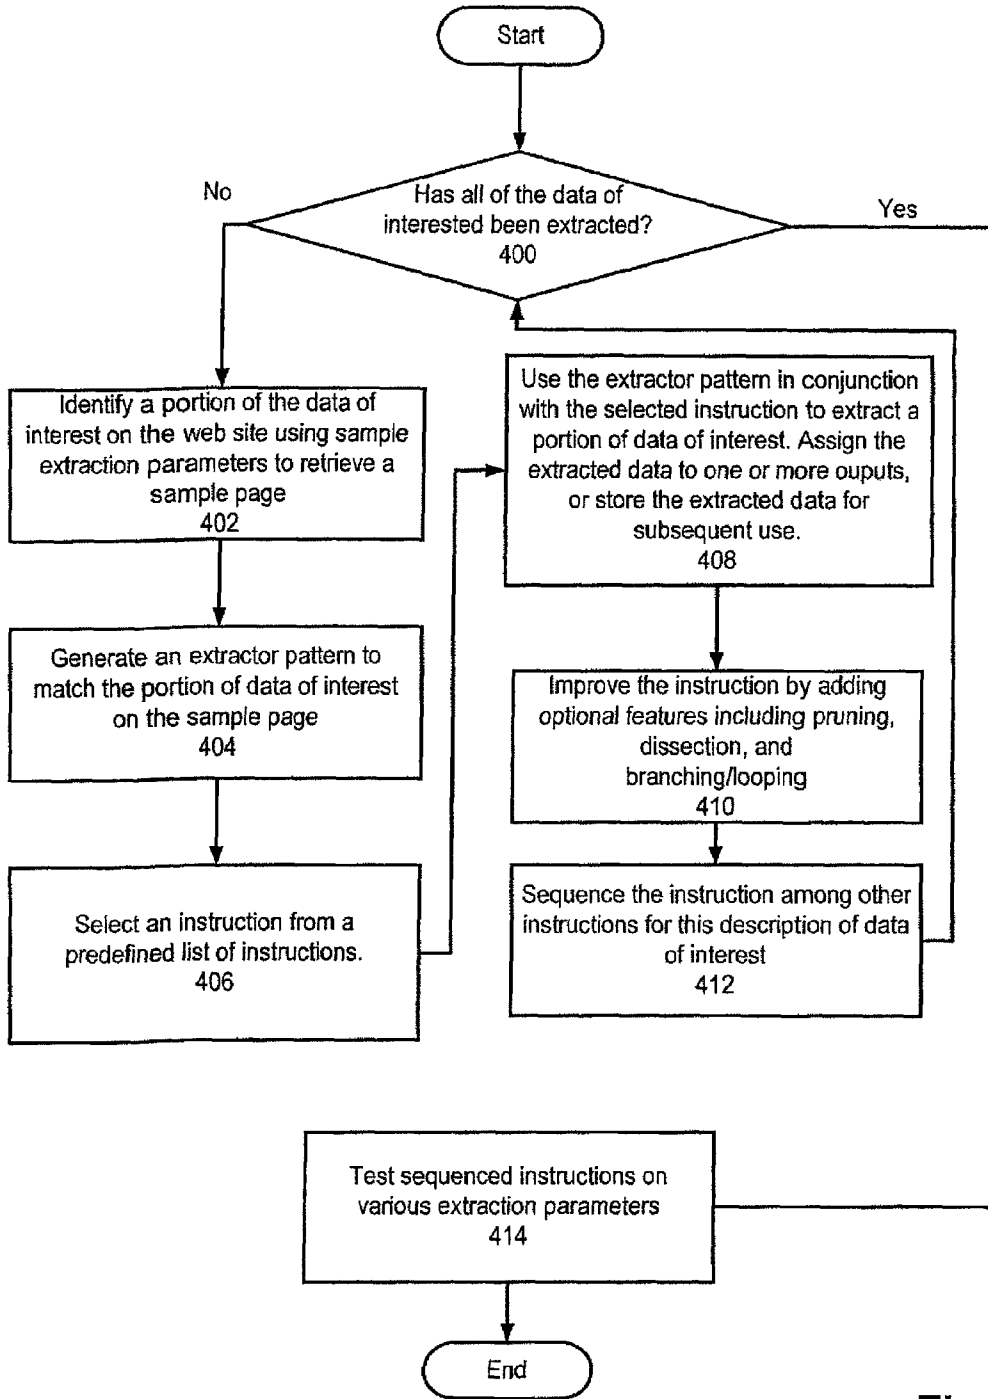 Start
No
Has all of the data of
interested been extracted?
400
Yes
Identify a portion of the data of
interest on the web site using sample
extraction parameters to retrieve a
sample page
402
Generate an extractor pattern to
match the portion of data of interest
on the sample page
404
Select an instruction from a
predefined list of instructions.
406
Use the extractor pattern in conjunction
with the selected instruction to extract a
portion of data of interest. Assign the
extracted data to one or more ouputs,
or store the extracted data for
subsequent use.
408
Improve the instruction by adding
optional features including pruning,
dissection, and
branching/looping
410
Sequence the instruction among other
instructions for this description of data
of interest
412
Test sequenced instructions on
various extraction parameters
414
End